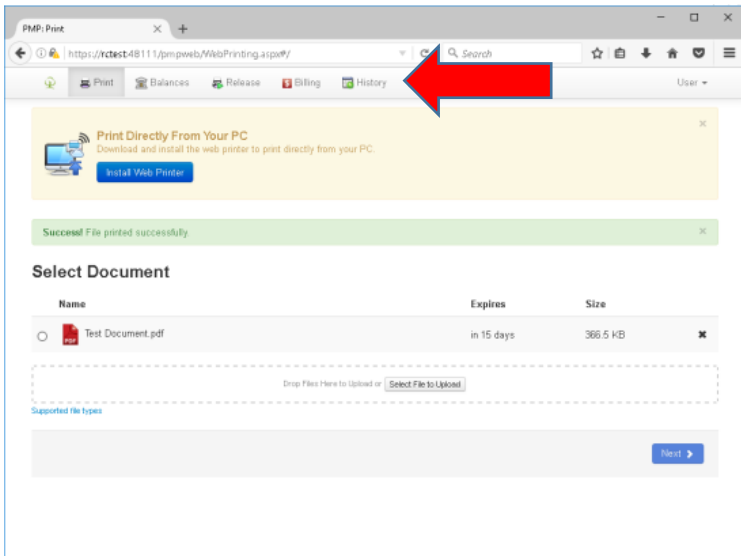 PMP: Print
https://rctest:48111/pmpweb/WebPrinting.aspx#/
Search
Print Balances Release Billing History User
Print Directly From Your PC
Download and install the web printer to print directly from your PC.
Install Web Printer
Success! File printed successfully.
Select Document
Name Expires Size
PDF Test Document.pdf in 15 days 366.5 KB
Drop Files Here to Upload or Select File to Upload
Supported file types
Next